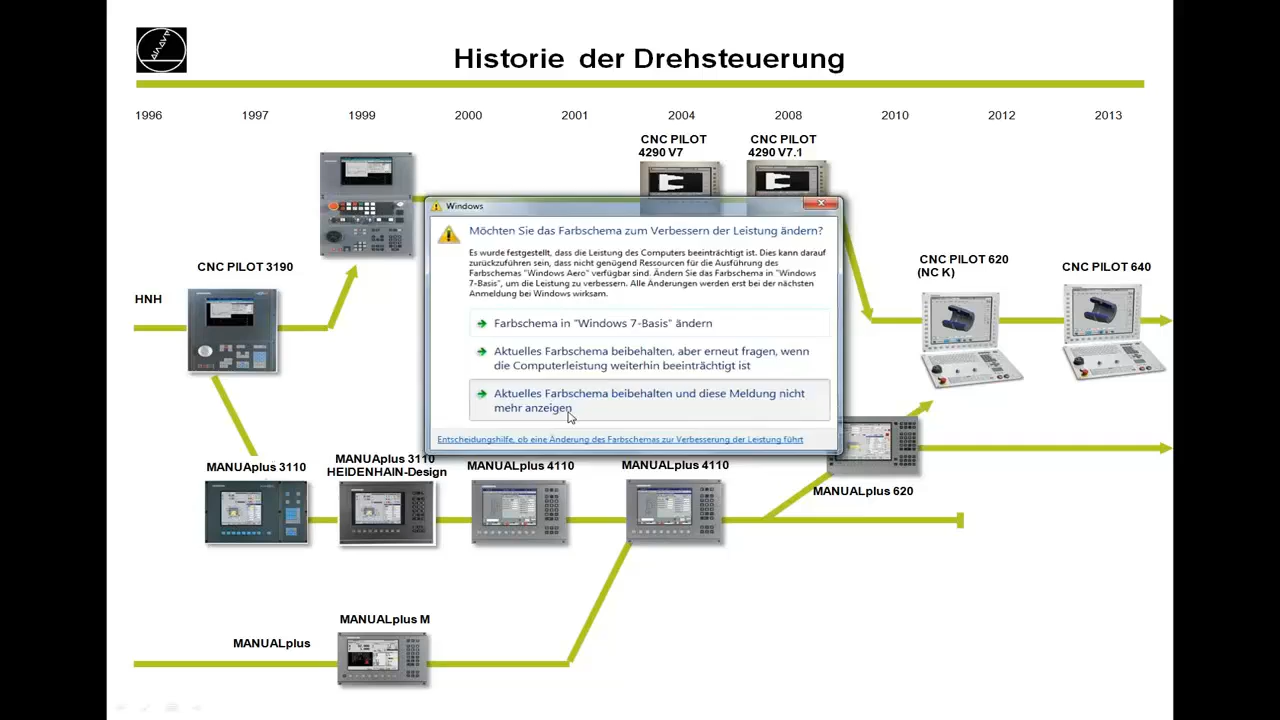 Historie der Drehsteuerung
1996 1997 1999 2000 2001 2004 2008 2010 2012 2013
CNC PILOT
4290 V7
CNC PILOT
4290 V7.1
Windows
Möchten Sie das Farbschema zum Verbessern der Leistung ändern?
Es wurde festgestellt, dass die Leistung des Computers beeinträchtigt ist. Dies kann darauf
zurückzuführen sein, dass nicht genügend Ressourcen für die Ausführung des
Farbschemas "Windows Aero" verfügbar sind. Ändern Sie das Farbschema in "Windows
7-Basis", um die Leistung zu verbessern. Alle Änderungen werden erst bei der nächsten
Anmeldung bei Windows wirksam.
Farbschema in "Windows 7-Basis" ändern
Aktuelles Farbschema beibehalten, aber erneut fragen, wenn
die Computerleistung weiterhin beeinträchtigt ist
Aktuelles Farbschema beibehalten und diese Meldung nicht
mehr anzeigen
Entscheidungshilfe, ob eine Änderung des Farbschemas zur Verbesserung der Leistung führt
CNC PILOT 3190
HNH
CNC PILOT 620
(NC K)
CNC PILOT 640
MANUAplus 3110
MANUAplus 3110
HEIDENHAIN-Design
MANUALplus 4110
MANUALplus 4110
MANUALplus 620
MANUALplus
MANUALplus M